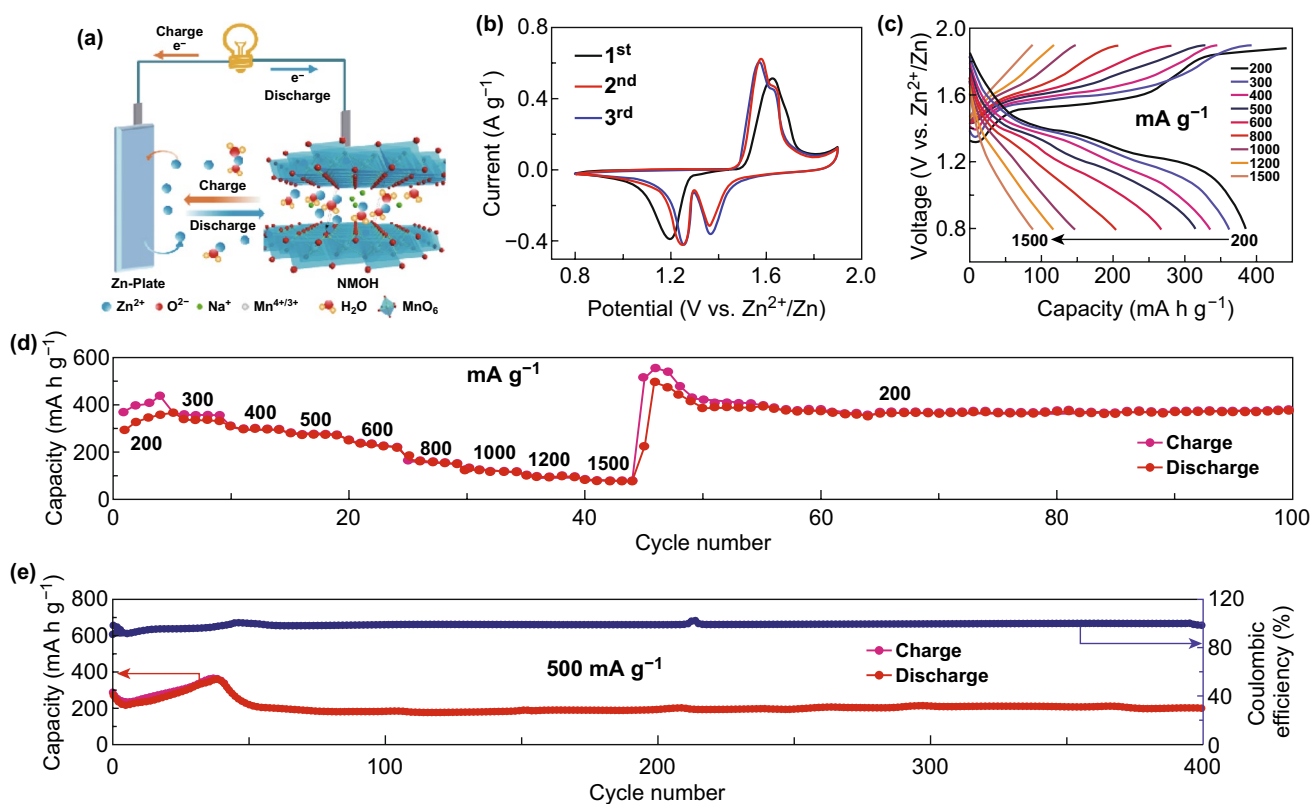 (a)
Charge
e⁻
e⁻
Discharge
Charge
Discharge
Zn-Plate
NMOH
Zn²⁺ O²⁻ Na⁺ Mn⁴⁺/³⁺ H₂O MnO₆
(b)
0.8
0.4
0.0
−0.4
Current (A g⁻¹)
1ˢᵗ
2ⁿᵈ
3ʳᵈ
0.8 1.2 1.6 2.0
Potential (V vs. Zn²⁺/Zn)
(c)
2.0
1.6
1.2
0.8
Voltage (V vs. Zn²⁺/Zn)
mA g⁻¹
200
300
400
500
600
800
1000
1200
1500
1500 200
0 100 200 300 400
Capacity (mA h g⁻¹)
(d)
600
400
200
0
Capacity (mA h g⁻¹)
mA g⁻¹
200
300
400
500
600
800
1000
1200
1500
200
Charge
Discharge
0 20 40 60 80 100
Cycle number
(e)
800
600
400
200
0
Capacity (mA h g⁻¹)
500 mA g⁻¹
Charge
Discharge
120
80
40
0
Coulombic
efficiency (%)
0 100 200 300 400
Cycle number